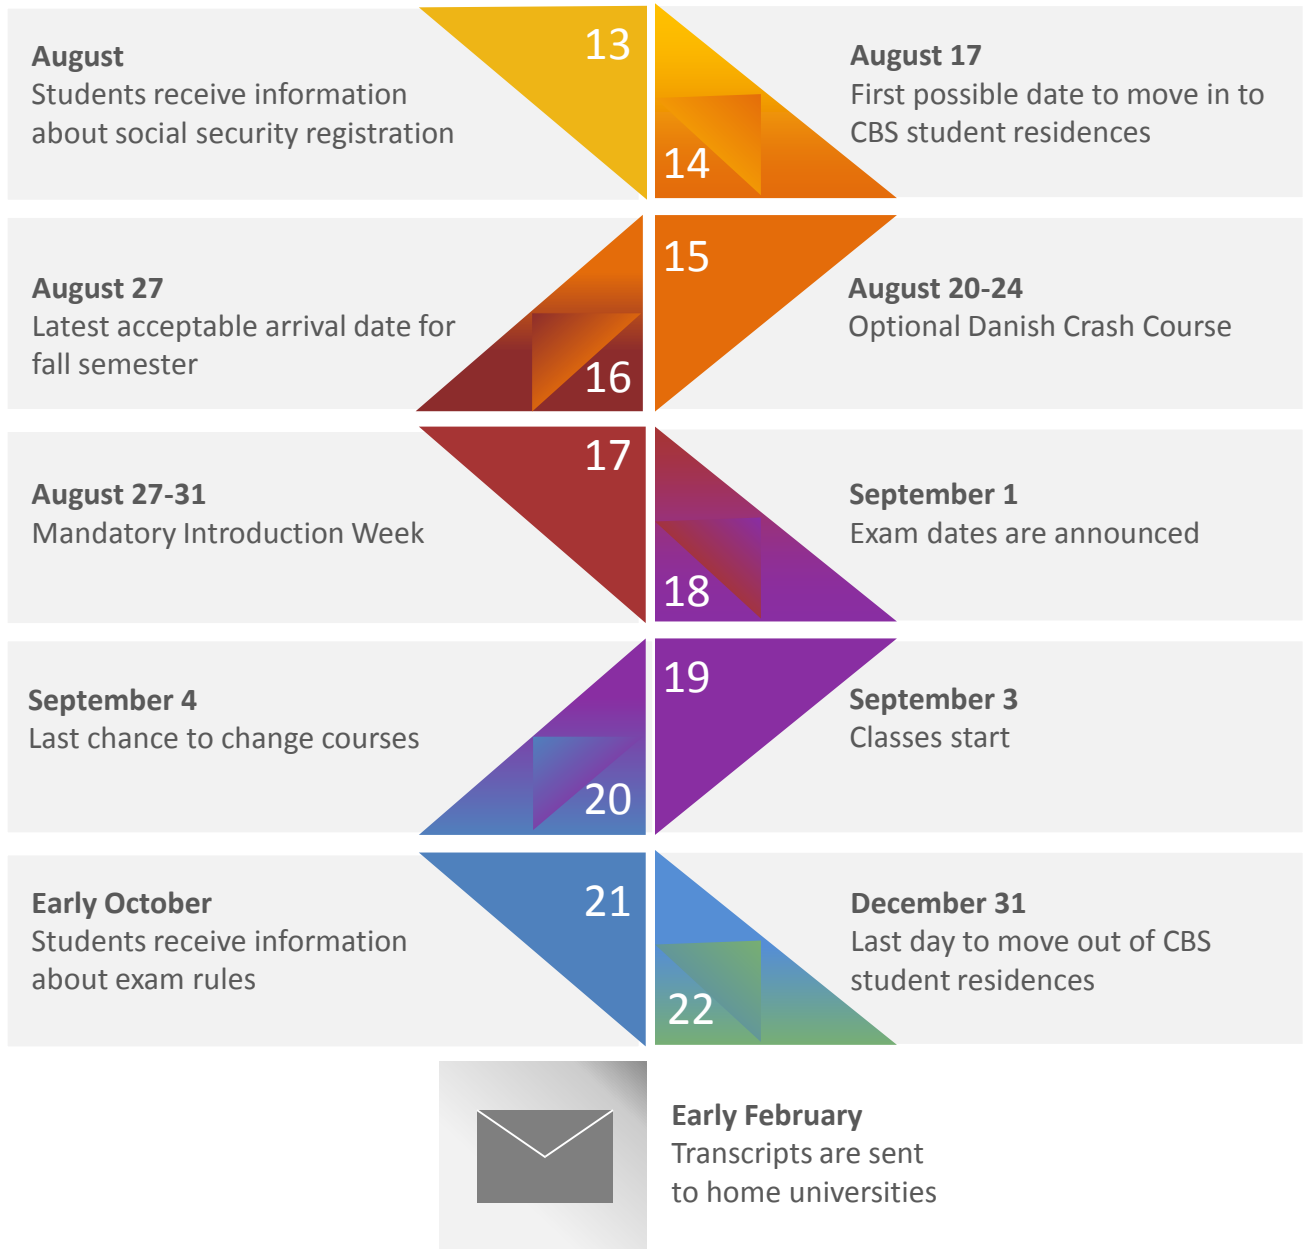 13
August
Students receive information
about social security registration
14
August 17
First possible date to move in to
CBS student residences
15
August 20-24
Optional Danish Crash Course
16
August 27
Latest acceptable arrival date for
fall semester
17
August 27-31
Mandatory Introduction Week
18
September 1
Exam dates are announced
19
September 3
Classes start
20
September 4
Last chance to change courses
21
Early October
Students receive information
about exam rules
22
December 31
Last day to move out of CBS
student residences
Early February
Transcripts are sent
to home universities